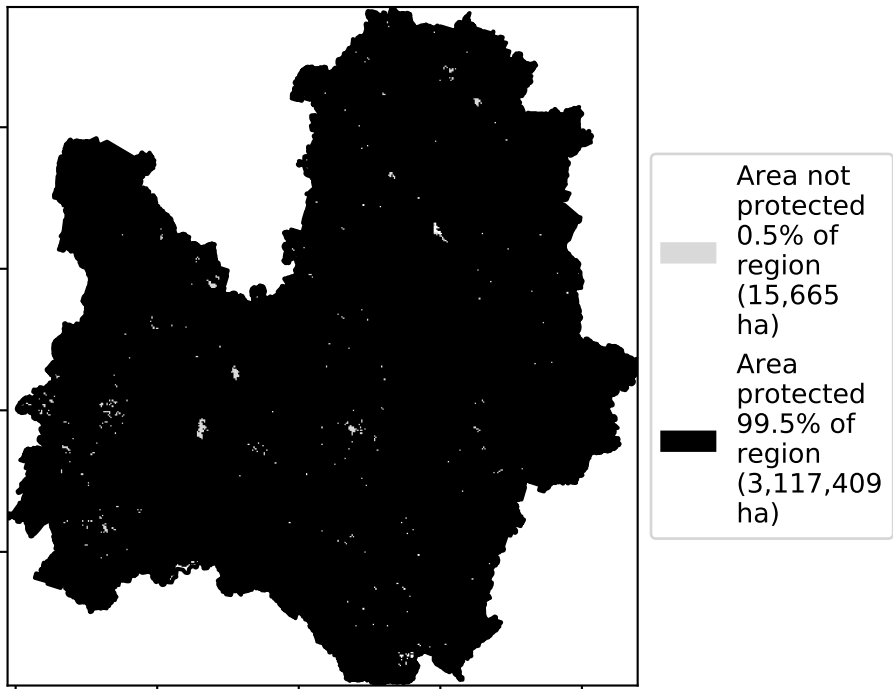 Area not
protected
0.5% of
region
(15,665
ha)
Area
protected
99.5% of
region
(3,117,409
ha)